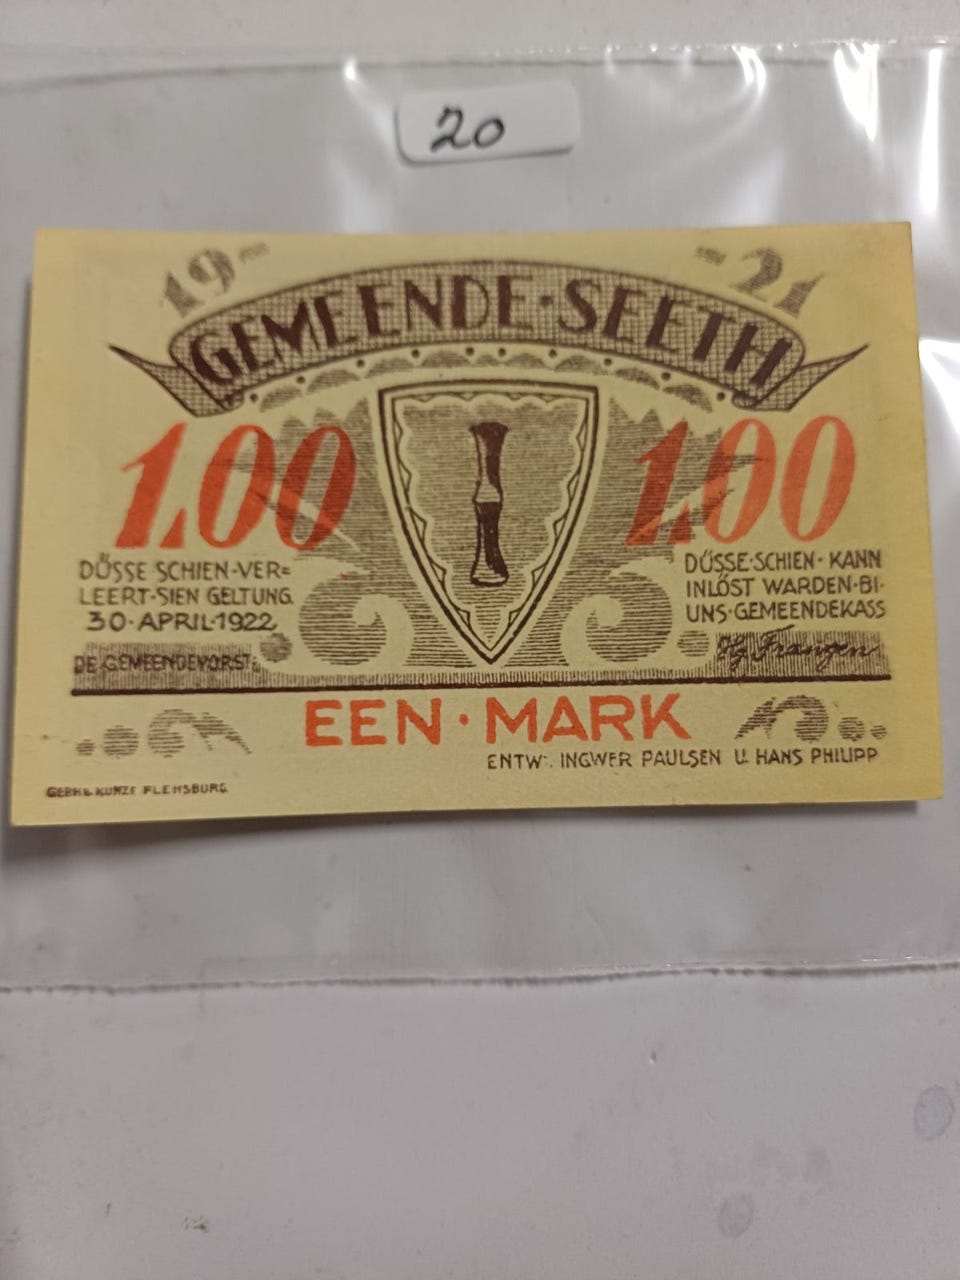 20
19 21
GEMEENDE·SEETH
1.00 1.00
DÜSSE SCHIEN·VER=
LEERT·SIEN GELTUNG.
30·APRIL·1922
DE·GEMEENDEVORST:
DÜSSE·SCHIEN·KANN
INLÖST WARDEN·BI·
UNS·GEMEENDEKASS
EEN·MARK
ENTW:. INGWER PAULSEN U. HANS PHILIPP
KUNZE FLENSBURG